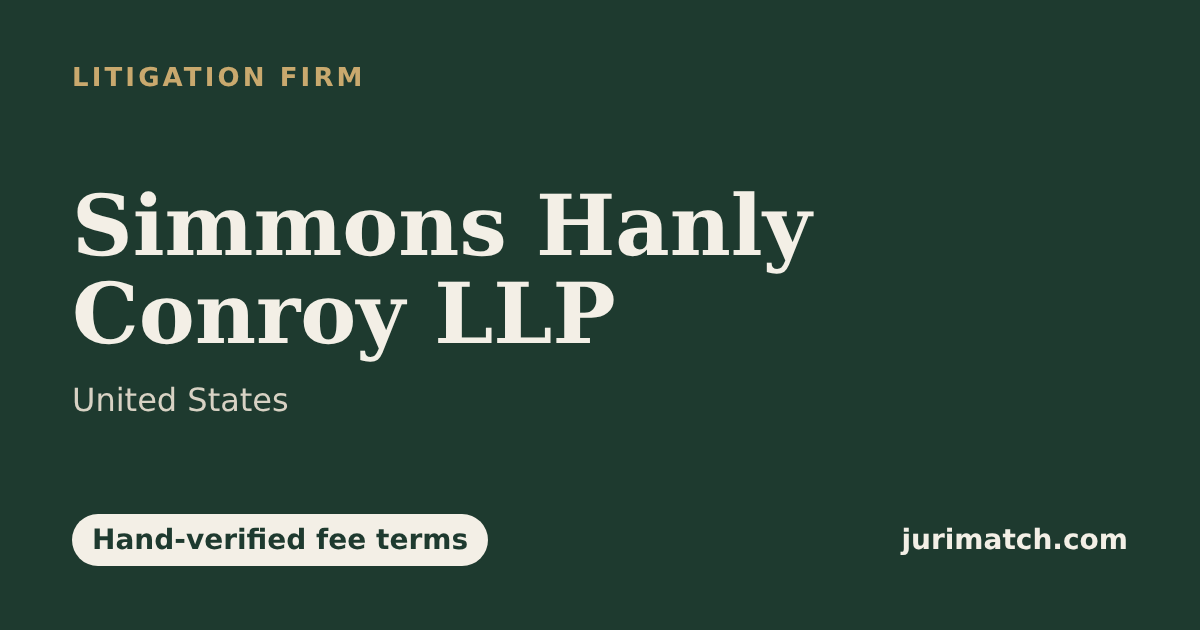 LITIGATION FIRM
Simmons Hanly
Conroy LLP
United States
Hand-verified fee terms
jurimatch.com